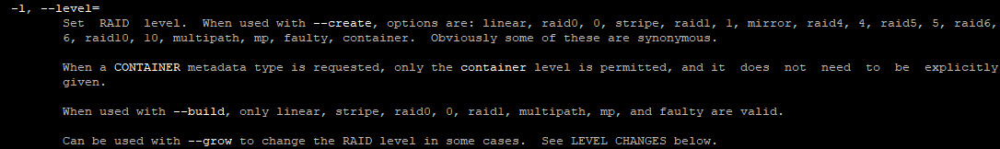 -l, --level=
Set RAID level. When used with --create, options are: linear, raid0, 0, stripe, raid1, 1, mirror, raid4, 4, raid5, 5, raid6,
6, raid10, 10, multipath, mp, faulty, container. Obviously some of these are synonymous.
When a CONTAINER metadata type is requested, only the container level is permitted, and it does not need to be explicitly
given.
When used with --build, only linear, stripe, raid0, 0, raid1, multipath, mp, and faulty are valid.
Can be used with --grow to change the RAID level in some cases. See LEVEL CHANGES below.